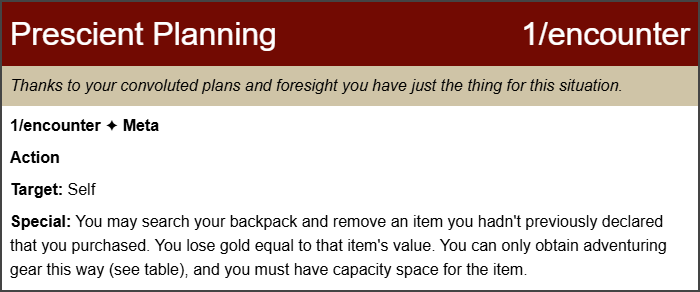 Prescient Planning 1/encounter
Thanks to your convoluted plans and foresight you have just the thing for this situation.
1/encounter ✦ Meta
Action
Target: Self
Special: You may search your backpack and remove an item you hadn't previously declared
that you purchased. You lose gold equal to that item's value. You can only obtain adventuring
gear this way (see table), and you must have capacity space for the item.